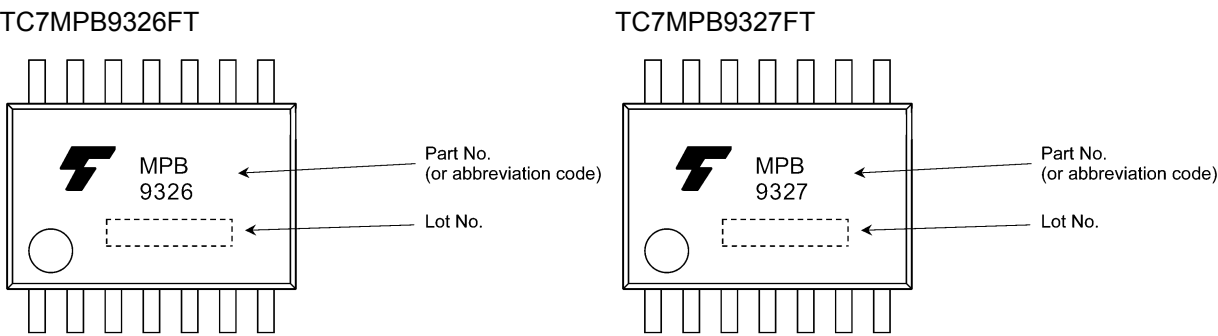 TC7MPB9326FT
MPB
9326
Part No.
(or abbreviation code)
Lot No.
TC7MPB9327FT
MPB
9327
Part No.
(or abbreviation code)
Lot No.